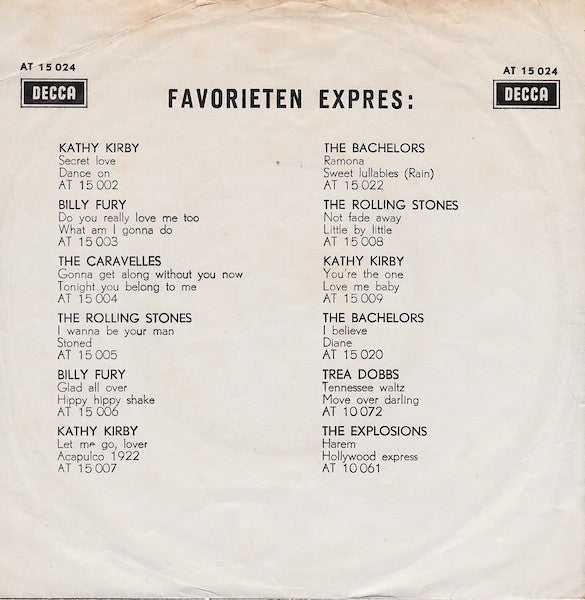 AT 15 024
DECCA
AT 15 024
DECCA
FAVORIETEN EXPRES:
KATHY KIRBY
Secret love
Dance on
AT 15 002
BILLY FURY
Do you really love me too
What am I gonna do
AT 15 003
THE CARAVELLES
Gonna get along without you now
Tonight you belong to me
AT 15 004
THE ROLLING STONES
I wanna be your man
Stoned
AT 15 005
BILLY FURY
Glad all over
Hippy hippy shake
AT 15 006
KATHY KIRBY
Let me go, lover
Acapulco 1922
AT 15 007
THE BACHELORS
Ramona
Sweet lullabies (Rain)
AT 15 022
THE ROLLING STONES
Not fade away
Little by little
AT 15 008
KATHY KIRBY
You're the one
Love me baby
AT 15 009
THE BACHELORS
I believe
Diane
AT 15 020
TREA DOBBS
Tennessee waltz
Move over darling
AT 10 072
THE EXPLOSIONS
Harem
Hollywood express
AT 10 061